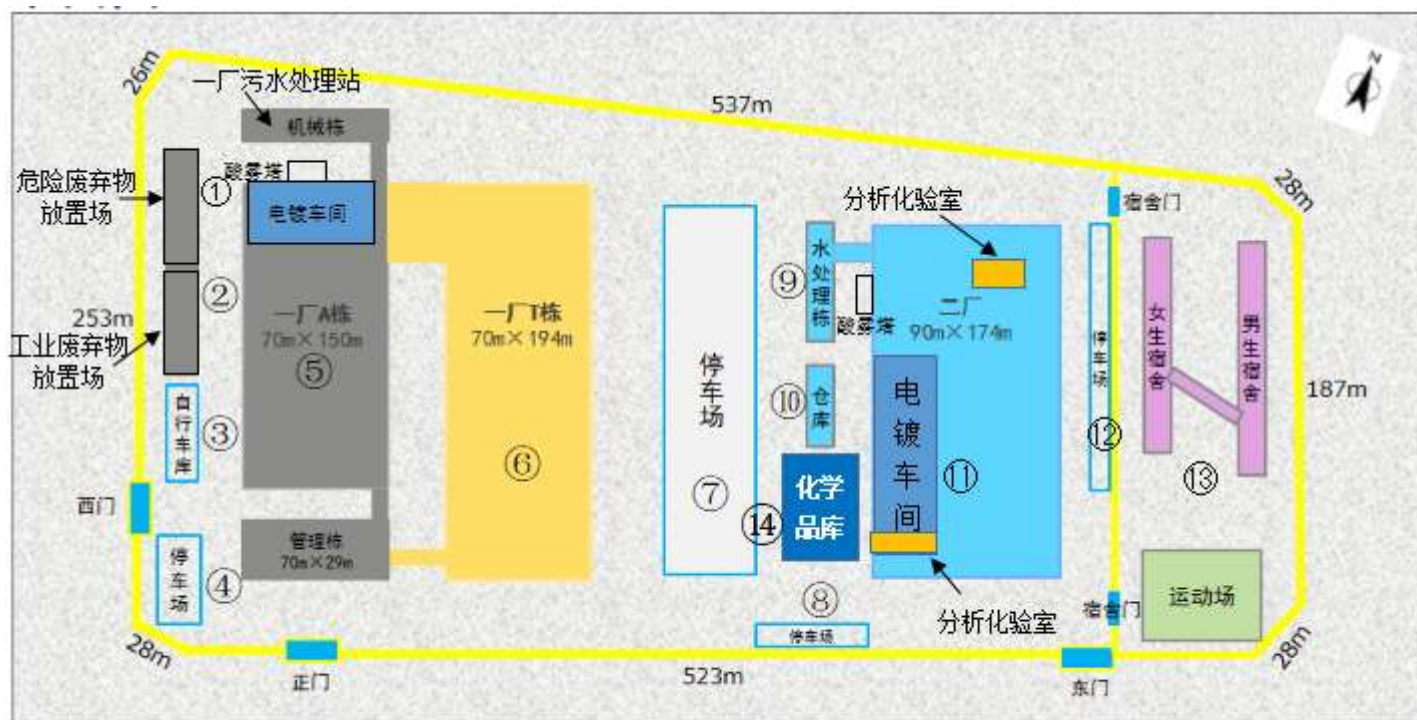 537m
26m
一厂污水处理站
机械栋
Z
酸雾塔
危险废弃物
放置场
①
电镀车间
28m
宿舍门
分析化验室
水处理栋
⑨
酸雾塔
二厂
90m×174m
②
253m
工业废弃物
放置场
一厂A栋
70m×150m
⑤
一厂T栋
70m×194m
停车场
停车场
女生宿舍
男生宿舍
187m
自行车库
③
⑥
⑦
⑩
仓库
电镀车间
⑪
⑫
⑬
化学
品库
⑭
西门
停车场
④
管理栋
70m×29m
⑧
停车场
分析化验室
宿舍门
运动场
28m
正门
523m
东门
28m